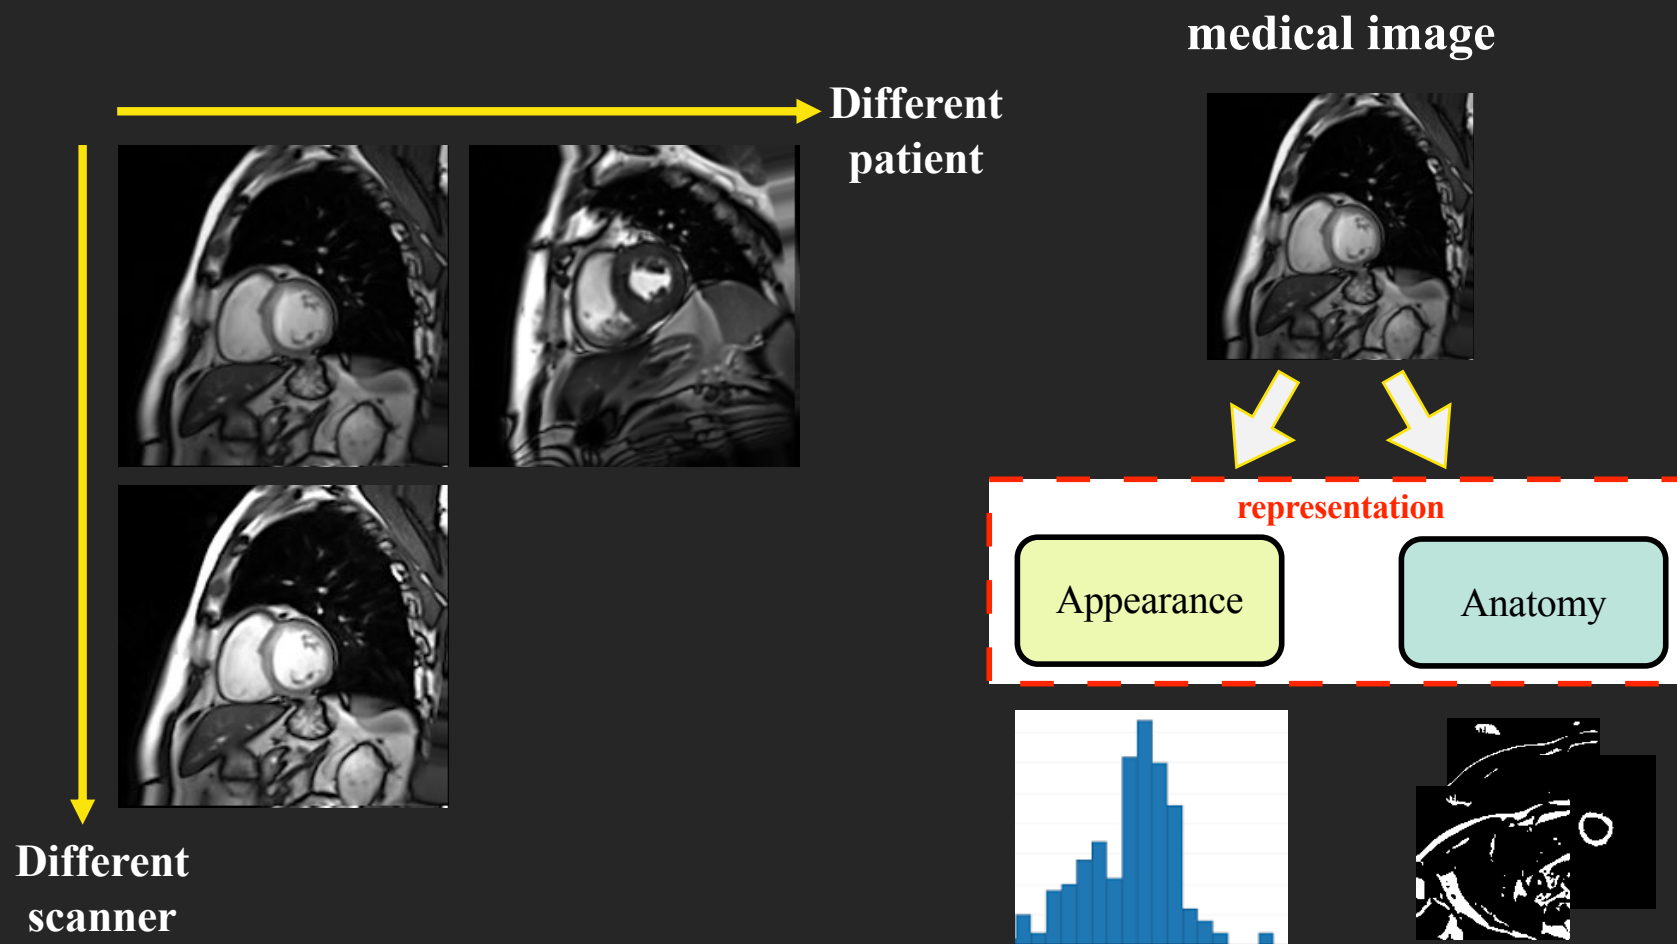 medical image
Different
patient
representation
Appearance
Anatomy
Different
scanner